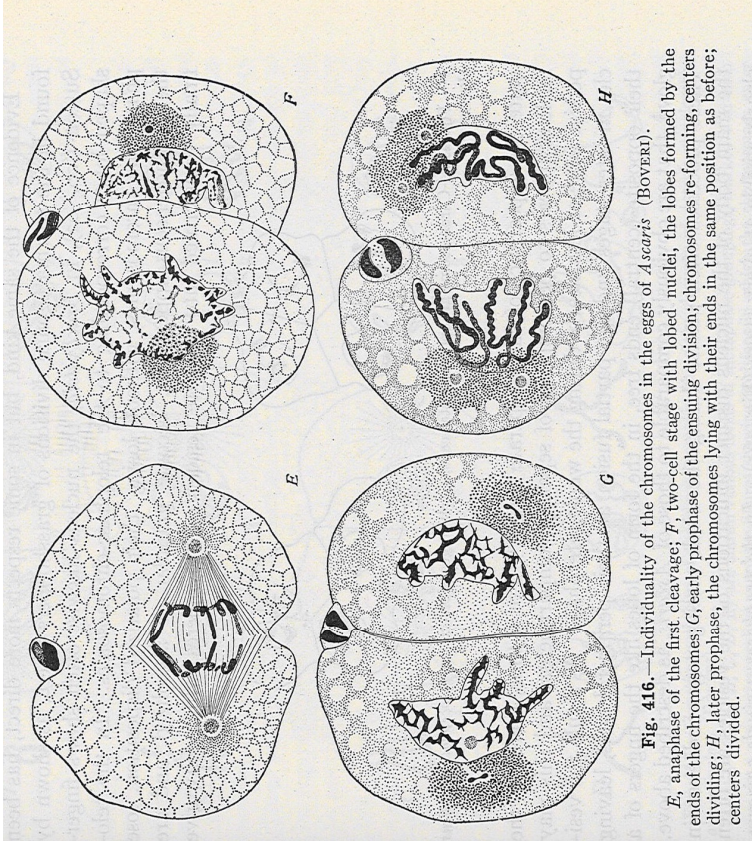 E
F
G
H
Fig. 416.—Individuality of the chromosomes in the eggs of Ascaris (BOVERI).
E, anaphase of the first cleavage; F, two-cell stage with lobed nuclei, the lobes formed by the
ends of the chromosomes; G, early prophase of the ensuing division; chromosomes re-forming, centers
dividing; H, later prophase, the chromosomes lying with their ends in the same position as before;
centers divided.